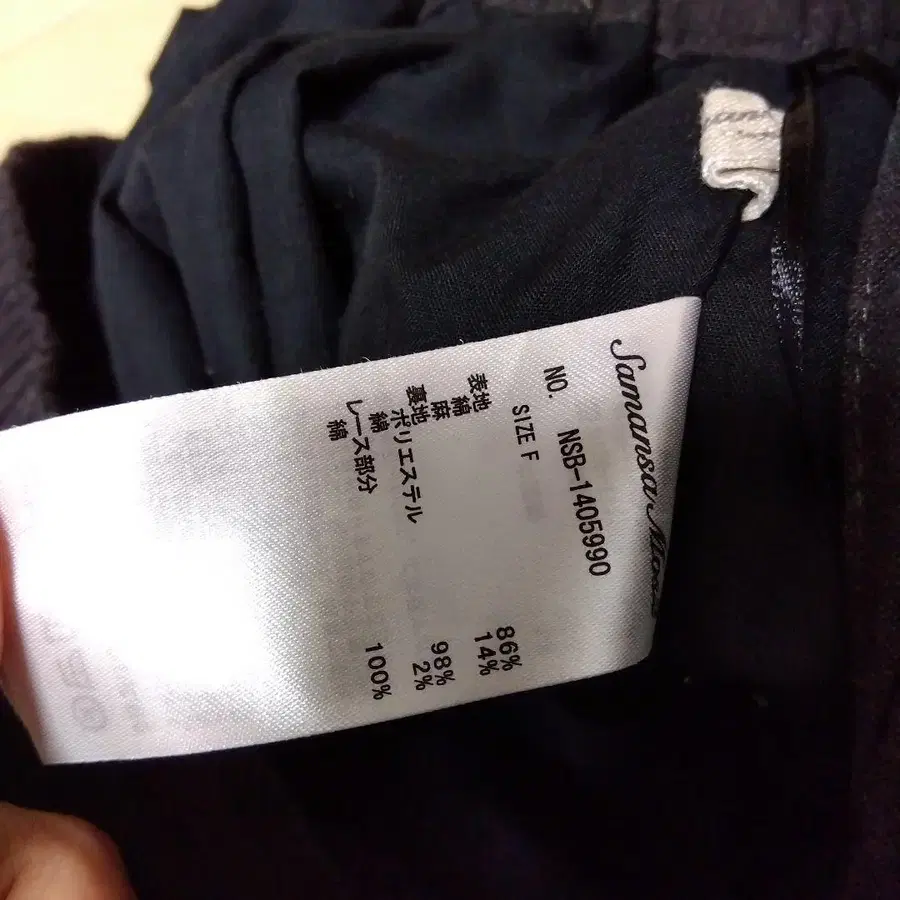 Samansa Mos
NO. NSB-1405990
SIZE F
表地
綿 86%
麻 14%
裏地
ポリエステル 98%
綿 2%
レース部分
綿 100%